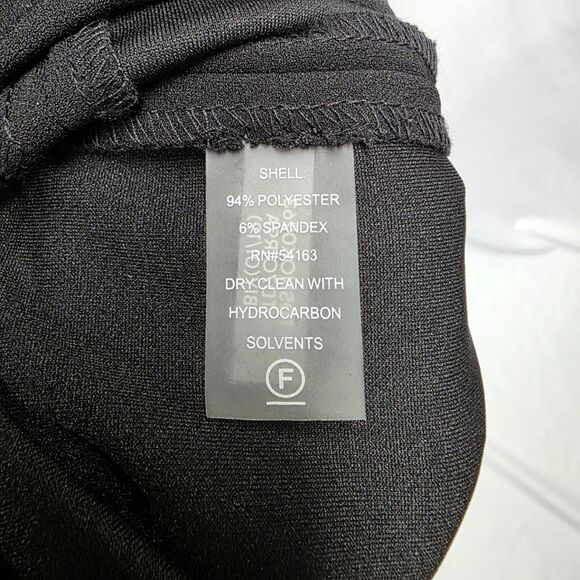 SHELL:
94% POLYESTER
6% SPANDEX
RN#54163
DRY CLEAN WITH
HYDROCARBON
SOLVENTS
F